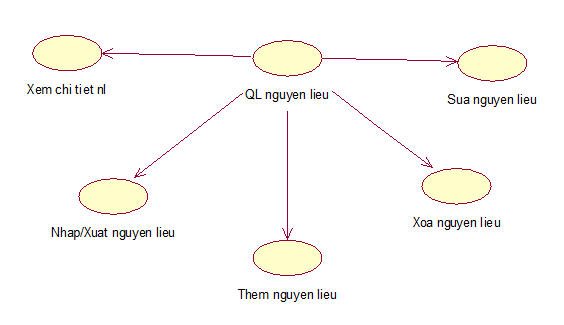 Xem chi tiet nl
QL nguyen lieu
Sua nguyen lieu
Nhap/Xuat nguyen lieu
Xoa nguyen lieu
Them nguyen lieu